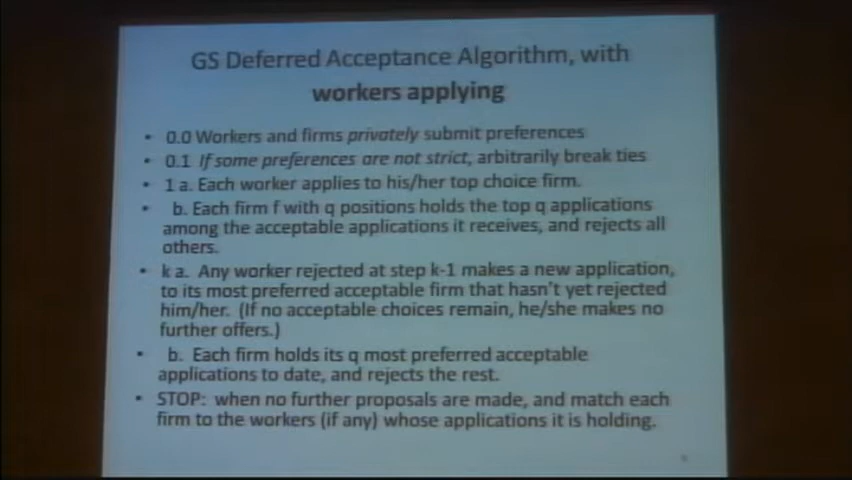 GS Deferred Acceptance Algorithm, with
workers applying
• 0.0 Workers and firms privately submit preferences
• 0.1 If some preferences are not strict, arbitrarily break ties
• 1 a. Each worker applies to his/her top choice firm.
• b. Each firm f with q positions holds the top q applications
among the acceptable applications it receives, and rejects all
others.
• k a. Any worker rejected at step k-1 makes a new application,
to its most preferred acceptable firm that hasn't yet rejected
him/her. (If no acceptable choices remain, he/she makes no
further offers.)
• b. Each firm holds its q most preferred acceptable
applications to date, and rejects the rest.
• STOP: when no further proposals are made, and match each
firm to the workers (if any) whose applications it is holding.